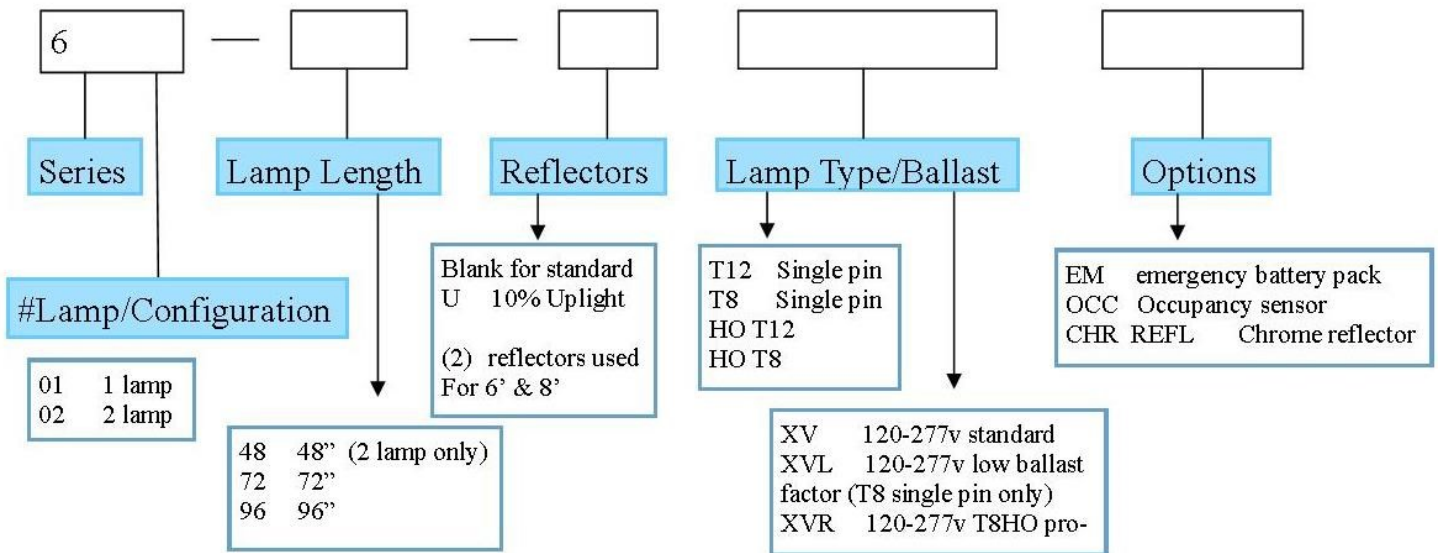 6
Series
Lamp Length
Reflectors
Lamp Type/Ballast
Options
#Lamp/Configuration
01 1 lamp
02 2 lamp
48 48” (2 lamp only)
72 72”
96 96”
Blank for standard
U 10% Uplight
(2) reflectors used
For 6’ & 8’
T12 Single pin
T8 Single pin
HO T12
HO T8
XV 120-277v standard
XVL 120-277v low ballast
factor (T8 single pin only)
XVR 120-277v T8HO pro-
EM emergency battery pack
OCC Occupancy sensor
CHR REFL Chrome reflector